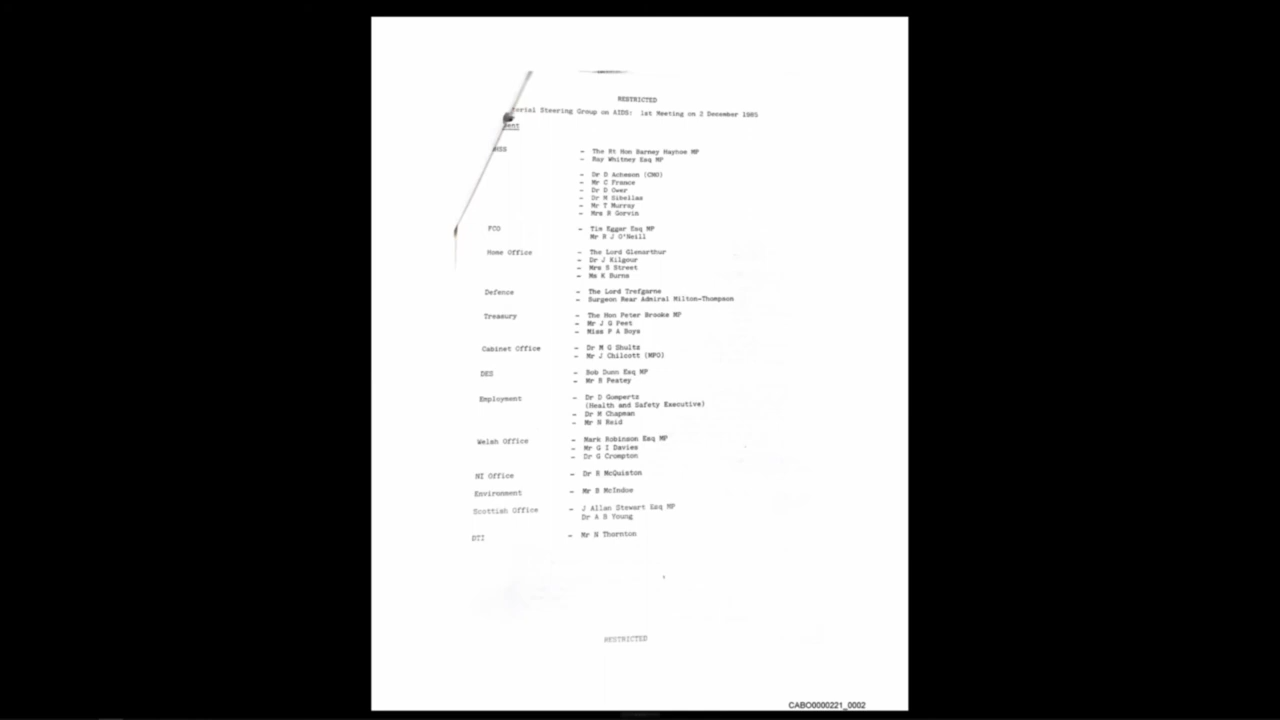 RESTRICTED
torial Steering Group on AIDS: 1st Meeting on 2 December 1985
ent
HSS - The Rt Hon Barney Hayhoe MP
- Ray Whitney Esq MP
- Dr D Acheson (CMO)
- Mr C France
- Dr D Ower
- Dr M Sibellas
- Mr T Murray
- Mrs R Gorvin
FCO - Tim Eggar Esq MP
Mr R J O'Neill
Home Office - The Lord Glenarthur
- Dr J Kilgour
- Mrs S Street
- Ms K Burns
Defence - The Lord Trefgarne
- Surgeon Rear Admiral Milton-Thompson
Treasury - The Hon Peter Brooke MP
- Mr J G Peet
- Miss P A Boys
Cabinet Office - Dr M G Shultz
- Mr J Chilcott (MPO)
DES - Bob Dunn Esq MP
- Mr R Peatey
Employment - Dr D Gompertz
(Health and Safety Executive)
- Dr M Chapman
- Mr N Reid
Welsh Office - Mark Robinson Esq MP
- Mr G I Davies
- Dr G Crompton
NI Office - Dr R McQuiston
Environment - Mr B McIndoe
Scottish Office - J Allan Stewart Esq MP
Dr A B Young
DTI - Mr N Thornton
RESTRICTED
CABO0000221_0002